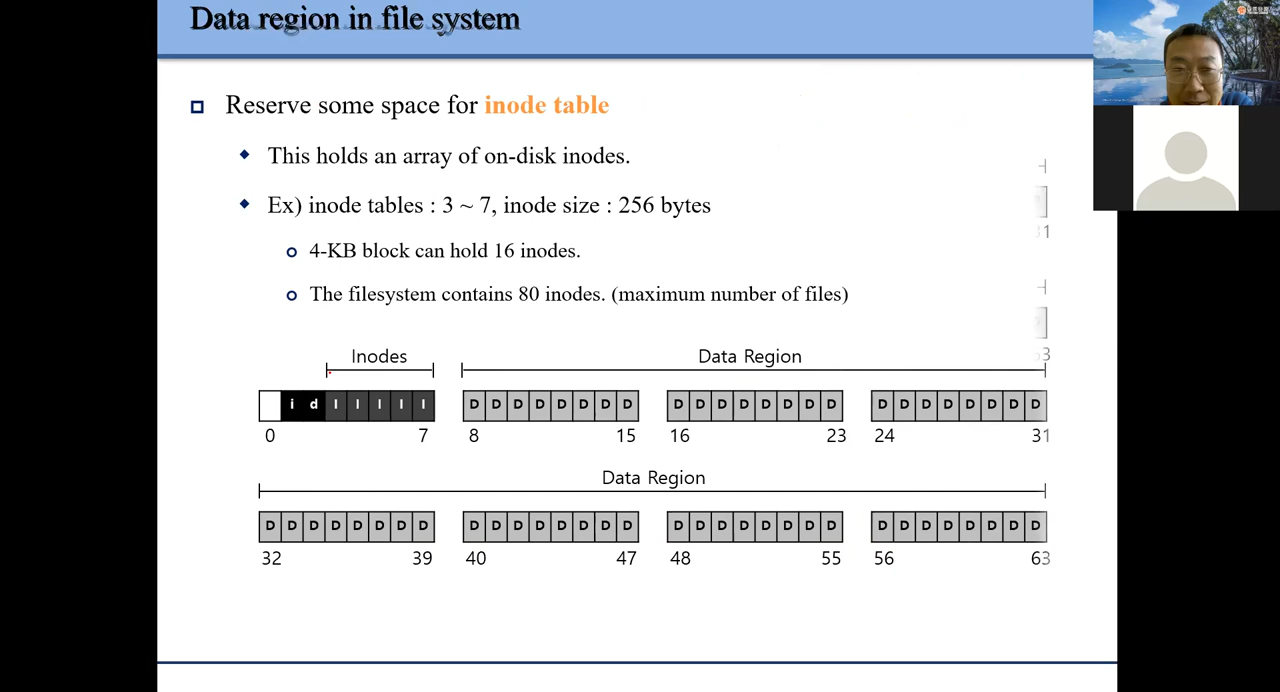 Data region in file system
Reserve some space for inode table
This holds an array of on-disk inodes.
Ex) inode tables : 3 ~ 7, inode size : 256 bytes
4-KB block can hold 16 inodes.
The filesystem contains 80 inodes. (maximum number of files)
31
63
Inodes Data Region
i d I I I I I D D D D D D D D D D D D D D D D D D D D D D D D
0 7 8 15 16 23 24 31
Data Region
D D D D D D D D D D D D D D D D D D D D D D D D D D D D D D D D
32 39 40 47 48 55 56 63